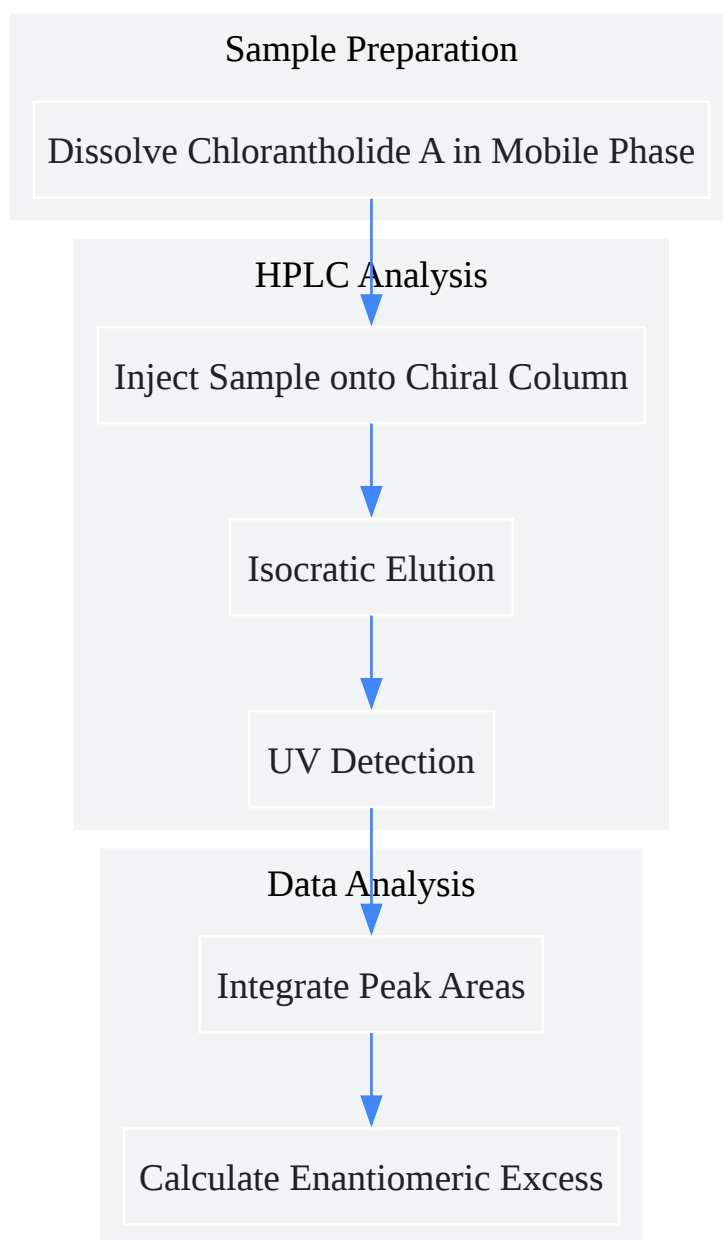 Sample Preparation
Dissolve Chlorantholide A in Mobile Phase
HPLC Analysis
Inject Sample onto Chiral Column
Isocratic Elution
UV Detection
Data Analysis
Integrate Peak Areas
Calculate Enantiomeric Excess